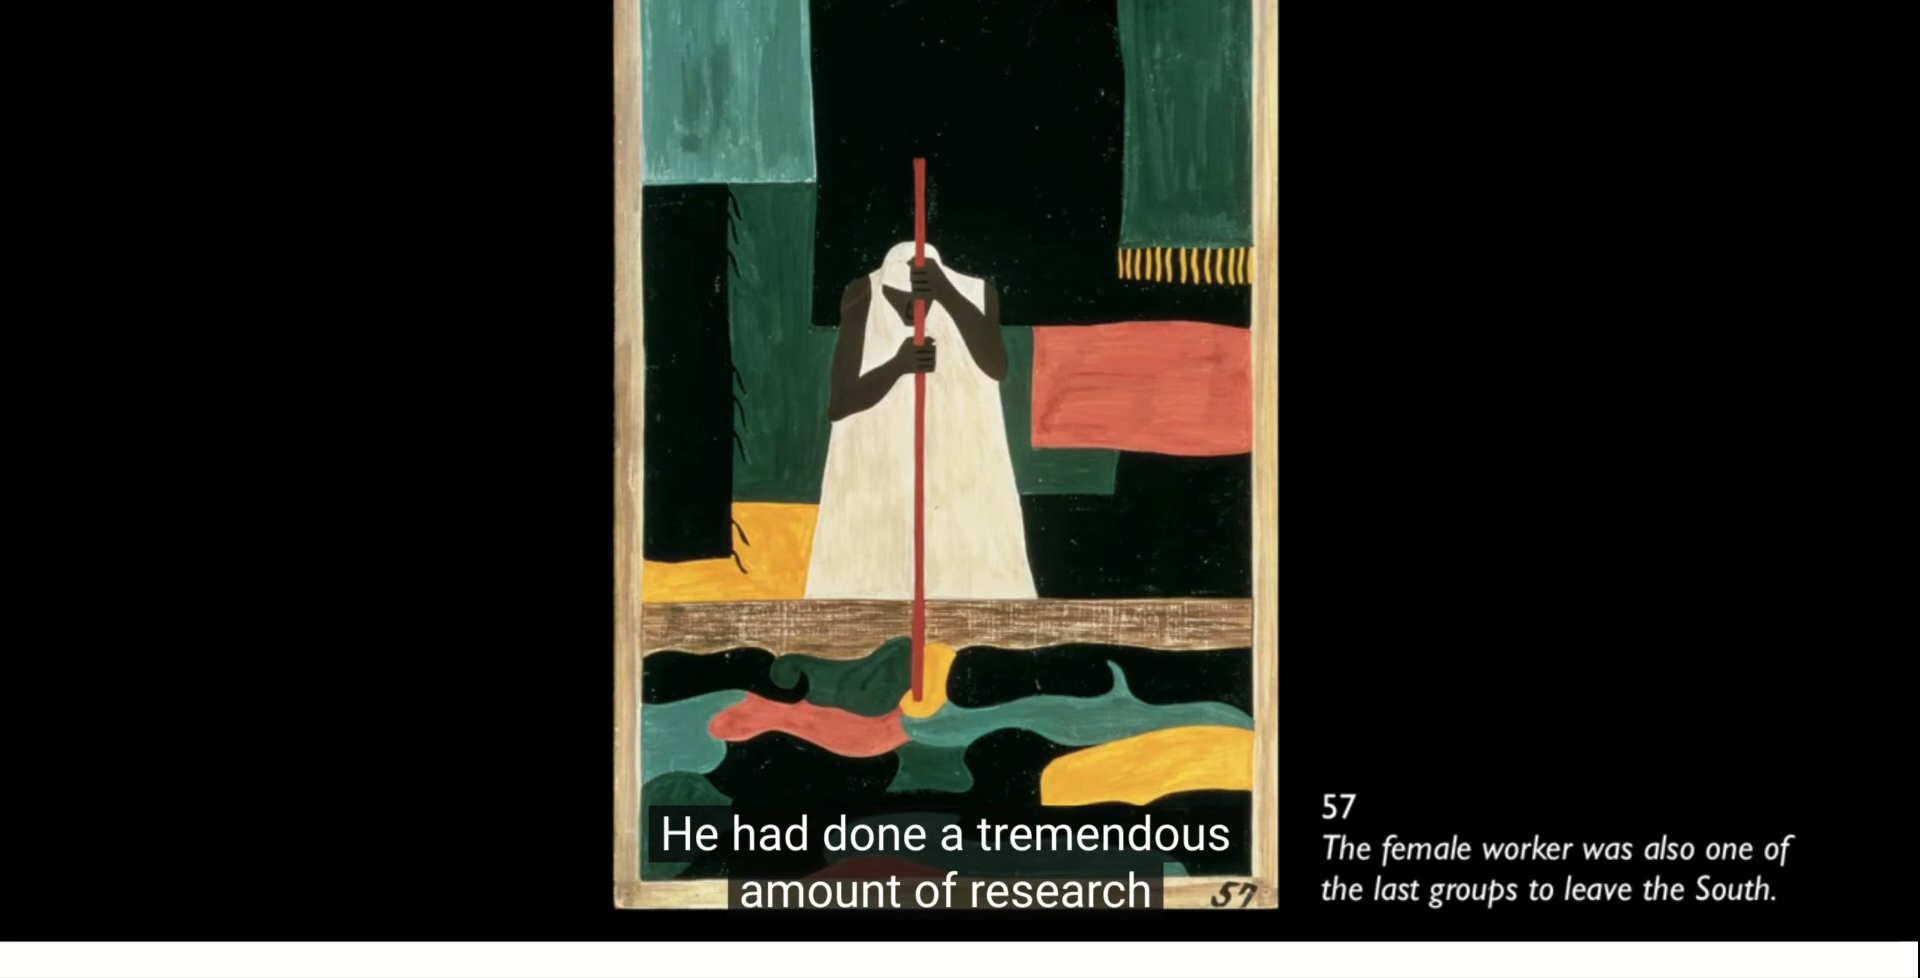 He had done a tremendous
amount of research
57
57
The female worker was also one of
the last groups to leave the South.